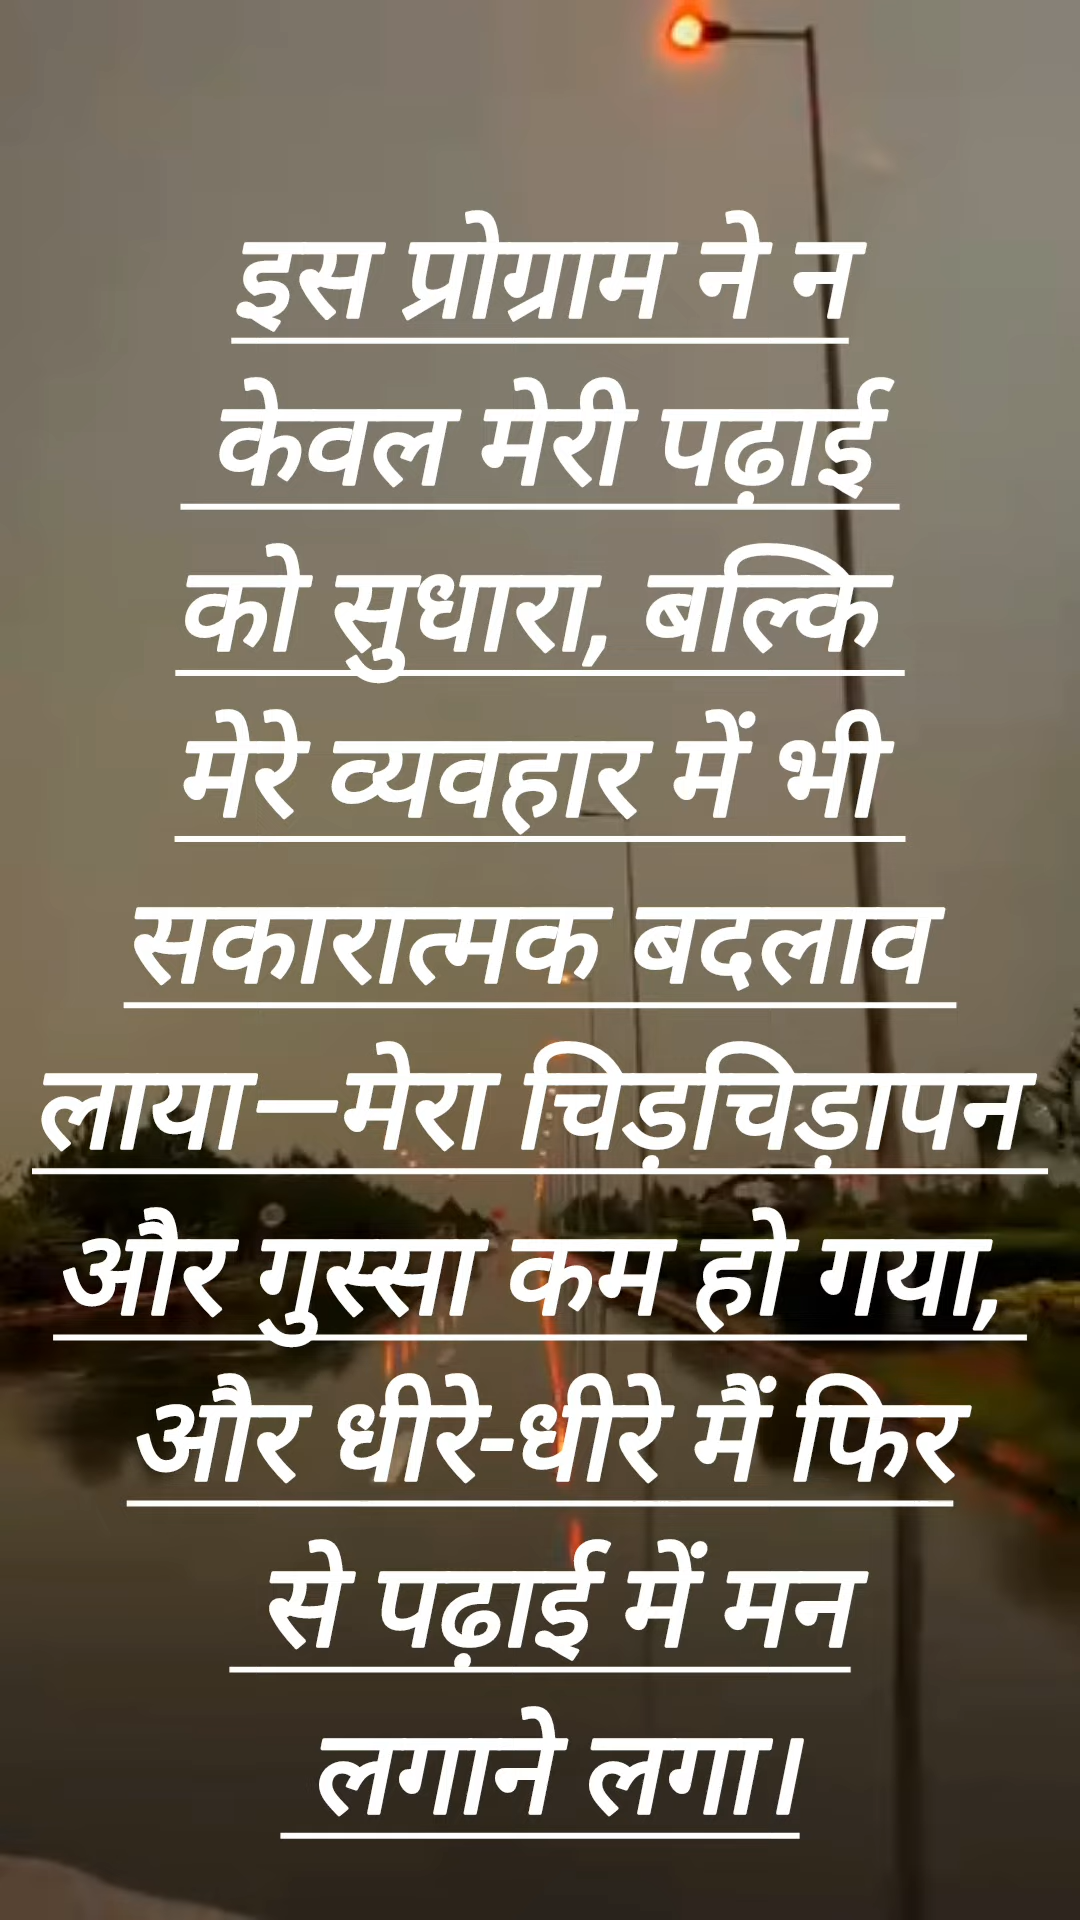 इस प्रोग्राम ने न
केवल मेरी पढ़ाई
को सुधारा, बल्कि
मेरे व्यवहार में भी
सकारात्मक बदलाव
लाया—मेरा चिड़चिड़ापन
और गुस्सा कम हो गया,
और धीरे-धीरे मैं फिर
से पढ़ाई में मन
लगाने लगा।